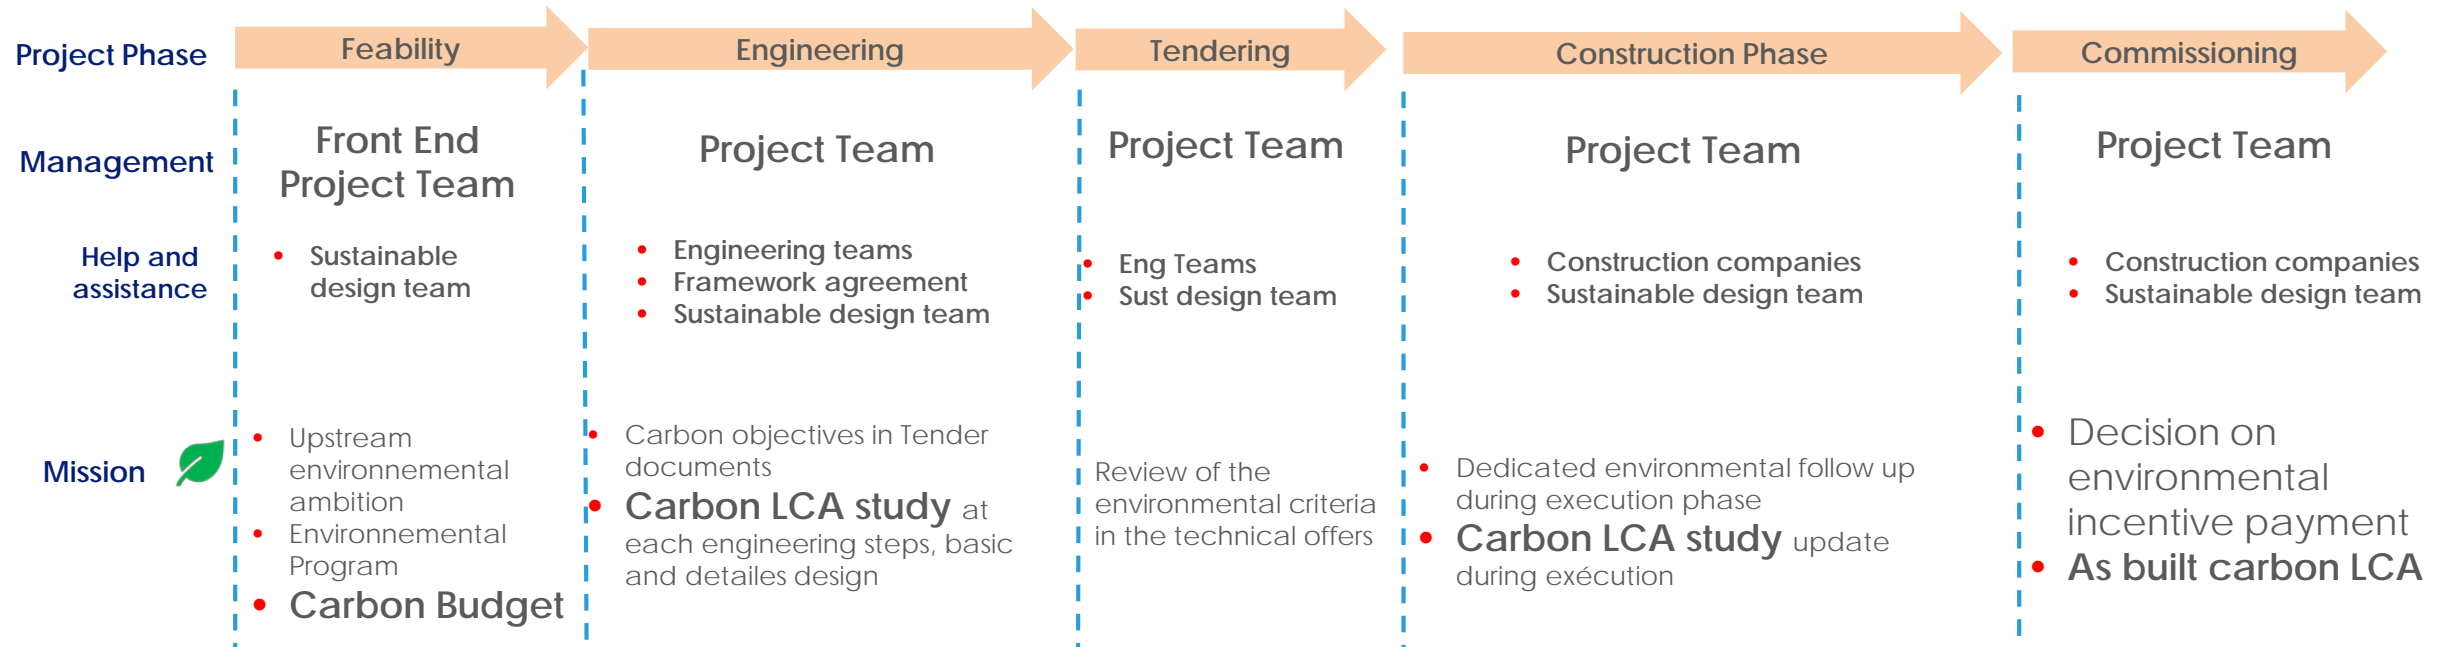 Project Phase
Feability
Engineering
Tendering
Construction Phase
Commissioning
Management
Front End
Project Team
Project Team
Project Team
Project Team
Project Team
Help and
assistance
• Sustainable
design team
• Engineering teams
• Framework agreement
• Sustainable design team
• Eng Teams
• Sust design team
• Construction companies
• Sustainable design team
• Construction companies
• Sustainable design team
Mission
• Upstream
environnemental
ambition
• Environnemental
Program
• Carbon Budget
• Carbon objectives in Tender
documents
• Carbon LCA study at
each engineering steps, basic
and detailes design
Review of the
environmental criteria
in the technical offers
• Dedicated environmental follow up
during execution phase
• Carbon LCA study update
during exécution
• Decision on
environmental
incentive payment
• As built carbon LCA